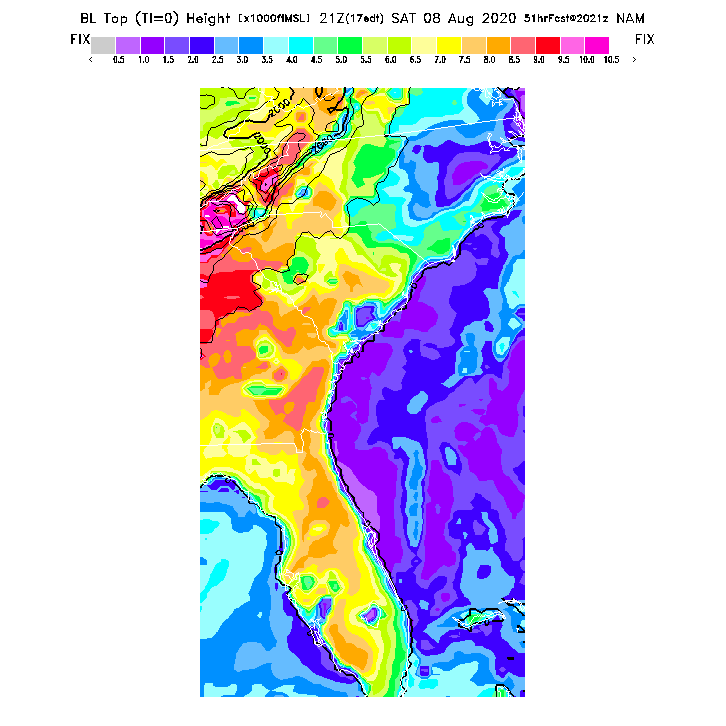 BL Top (TI=0) Height [x1000ftMSL] 21Z(17edt) SAT 08 Aug 2020 51hrFcst@2021z NAM
FIX FIX
< 0.5 1.0 1.5 2.0 2.5 3.0 3.5 4.0 4.5 5.0 5.5 6.0 6.5 7.0 7.5 8.0 8.5 9.0 9.5 10.0 10.5 >
2000
2000
2000